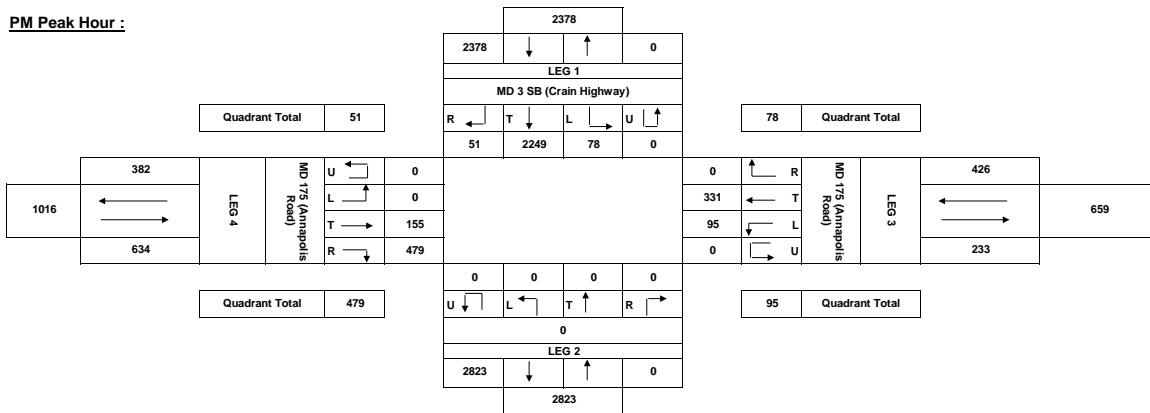 PM Peak Hour :
2378
2378 0
LEG 1
MD 3 SB (Crain Highway)
Quadrant Total 51
R T L U
78 Quadrant Total
51 2249 78 0
382
LEG 4
MD 175 (Annapolis Road)
U 0
0 R
MD 175 (Annapolis Road)
LEG 3
426
1016
L 0
331 T
659
T 155
95 L
634
R 479
0 U
233
0 0 0 0
Quadrant Total 479
U L T R
95 Quadrant Total
0
LEG 2
2823 0
2823